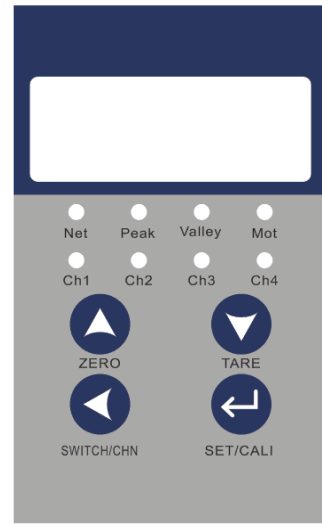 Net Peak Valley Mot
Ch1 Ch2 Ch3 Ch4
ZERO TARE
SWITCH/CHN SET/CALI